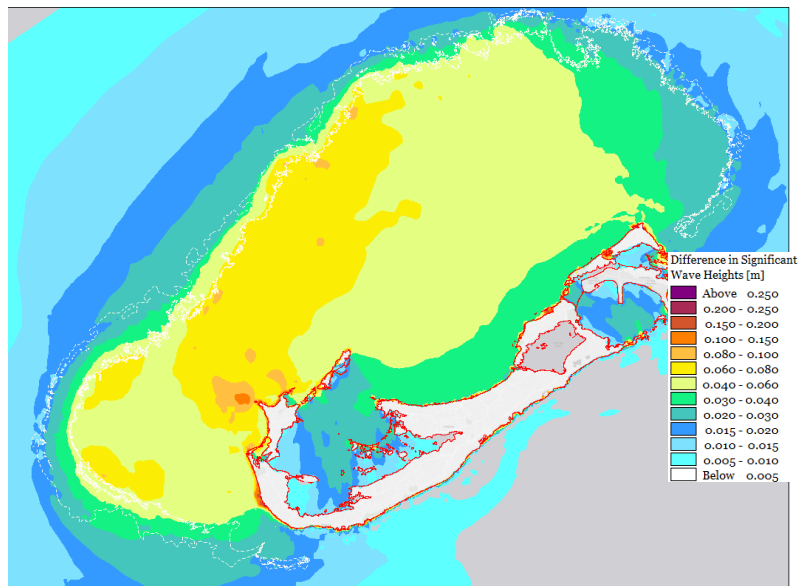 Difference in Significant
Wave Heights [m]
Above 0.250
0.200 - 0.250
0.150 - 0.200
0.100 - 0.150
0.080 - 0.100
0.060 - 0.080
0.040 - 0.060
0.030 - 0.040
0.020 - 0.030
0.015 - 0.020
0.010 - 0.015
0.005 - 0.010
Below 0.005